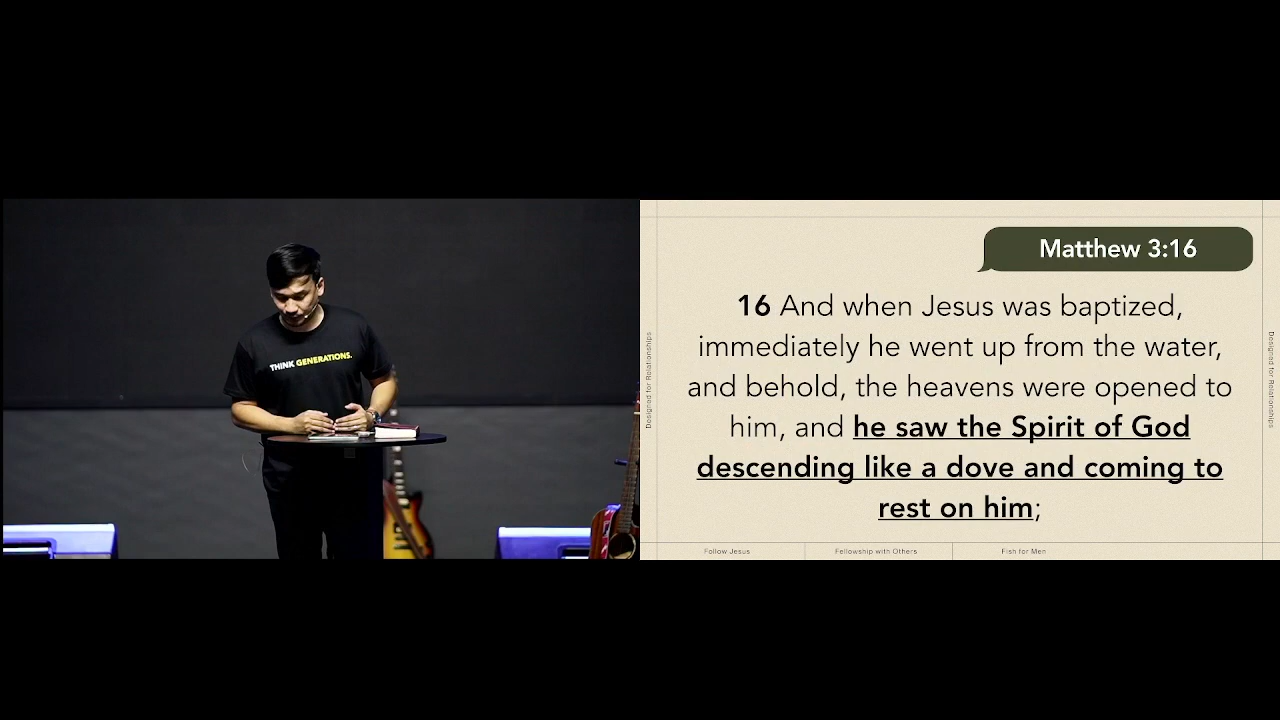 THINK GENERATIONS.
Matthew 3:16
16 And when Jesus was baptized,
immediately he went up from the water,
and behold, the heavens were opened to
him, and he saw the Spirit of God
descending like a dove and coming to
rest on him;
Designed for Relationships
Designed for Relationships
Follow Jesus
Fellowship with Others
Fish for Men